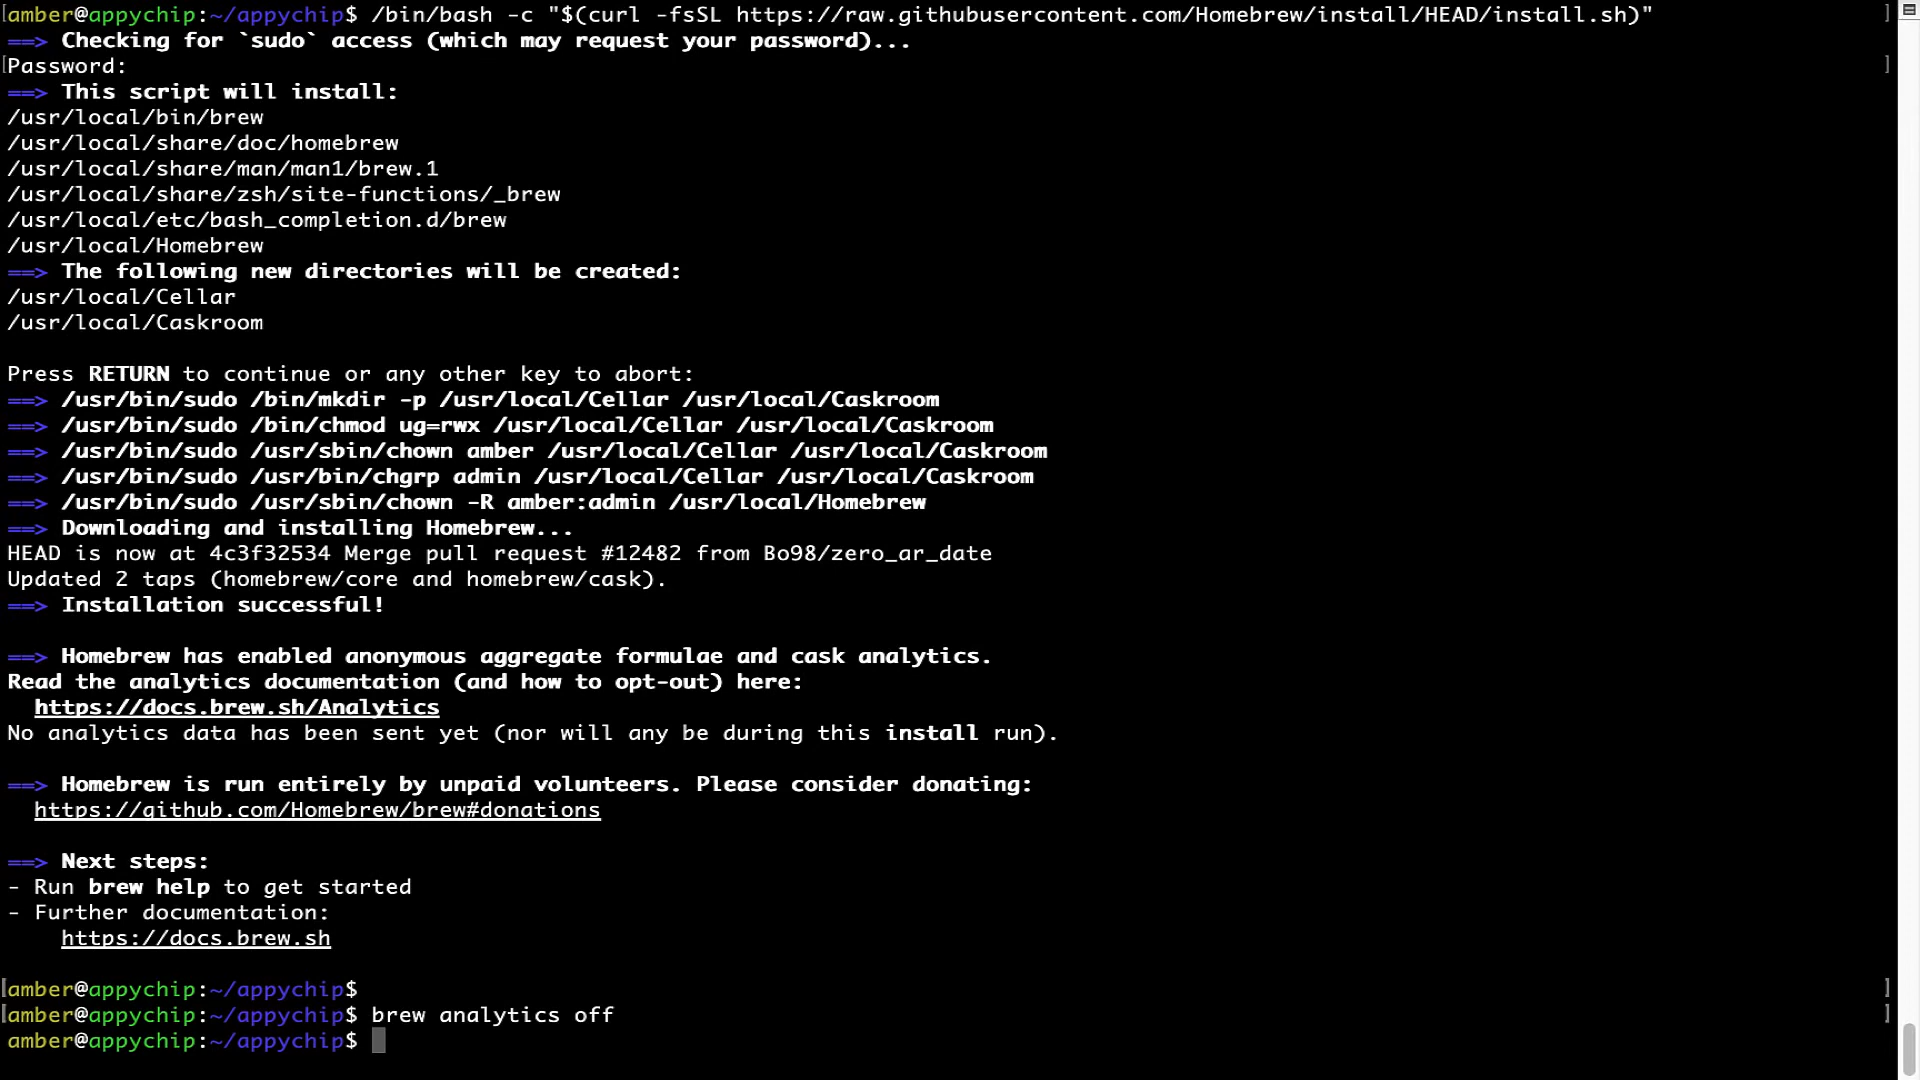 amber@appychip:~/appychip$ /bin/bash -c "$(curl -fsSL https://raw.githubusercontent.com/Homebrew/install/HEAD/install.sh)"
==> Checking for `sudo` access (which may request your password)...
Password:
==> This script will install:
/usr/local/bin/brew
/usr/local/share/doc/homebrew
/usr/local/share/man/man1/brew.1
/usr/local/share/zsh/site-functions/_brew
/usr/local/etc/bash_completion.d/brew
/usr/local/Homebrew
==> The following new directories will be created:
/usr/local/Cellar
/usr/local/Caskroom

Press RETURN to continue or any other key to abort:
==> /usr/bin/sudo /bin/mkdir -p /usr/local/Cellar /usr/local/Caskroom
==> /usr/bin/sudo /bin/chmod ug=rwx /usr/local/Cellar /usr/local/Caskroom
==> /usr/bin/sudo /usr/sbin/chown amber /usr/local/Cellar /usr/local/Caskroom
==> /usr/bin/sudo /usr/bin/chgrp admin /usr/local/Cellar /usr/local/Caskroom
==> /usr/bin/sudo /usr/sbin/chown -R amber:admin /usr/local/Homebrew
==> Downloading and installing Homebrew...
HEAD is now at 4c3f32534 Merge pull request #12482 from Bo98/zero_ar_date
Updated 2 taps (homebrew/core and homebrew/cask).
==> Installation successful!

==> Homebrew has enabled anonymous aggregate formulae and cask analytics.
Read the analytics documentation (and how to opt-out) here:
  https://docs.brew.sh/Analytics
No analytics data has been sent yet (nor will any be during this install run).

==> Homebrew is run entirely by unpaid volunteers. Please consider donating:
  https://github.com/Homebrew/brew#donations

==> Next steps:
- Run brew help to get started
- Further documentation:
    https://docs.brew.sh

amber@appychip:~/appychip$
amber@appychip:~/appychip$ brew analytics off
amber@appychip:~/appychip$